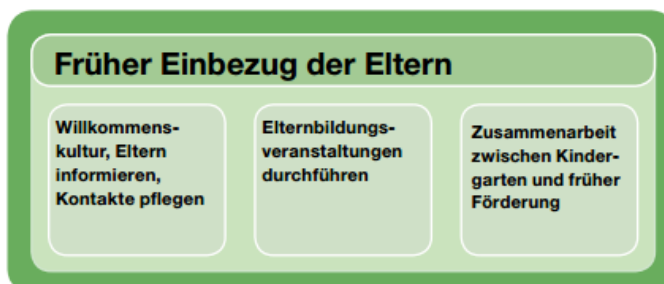 Früher Einbezug der Eltern
Willkommens-
kultur, Eltern
informieren,
Kontakte pflegen
Elternbildungs-
veranstaltungen
durchführen
Zusammenarbeit
zwischen Kinder-
garten und früher
Förderung